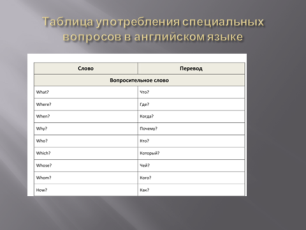 Таблица употребления специальных
вопросов в английском языке
Слово Перевод
Вопросительное слово
What? Что?
Where? Где?
When? Когда?
Why? Почему?
Who? Кто?
Which? Который?
Whose? Чей?
Whom? Кого?
How? Как?